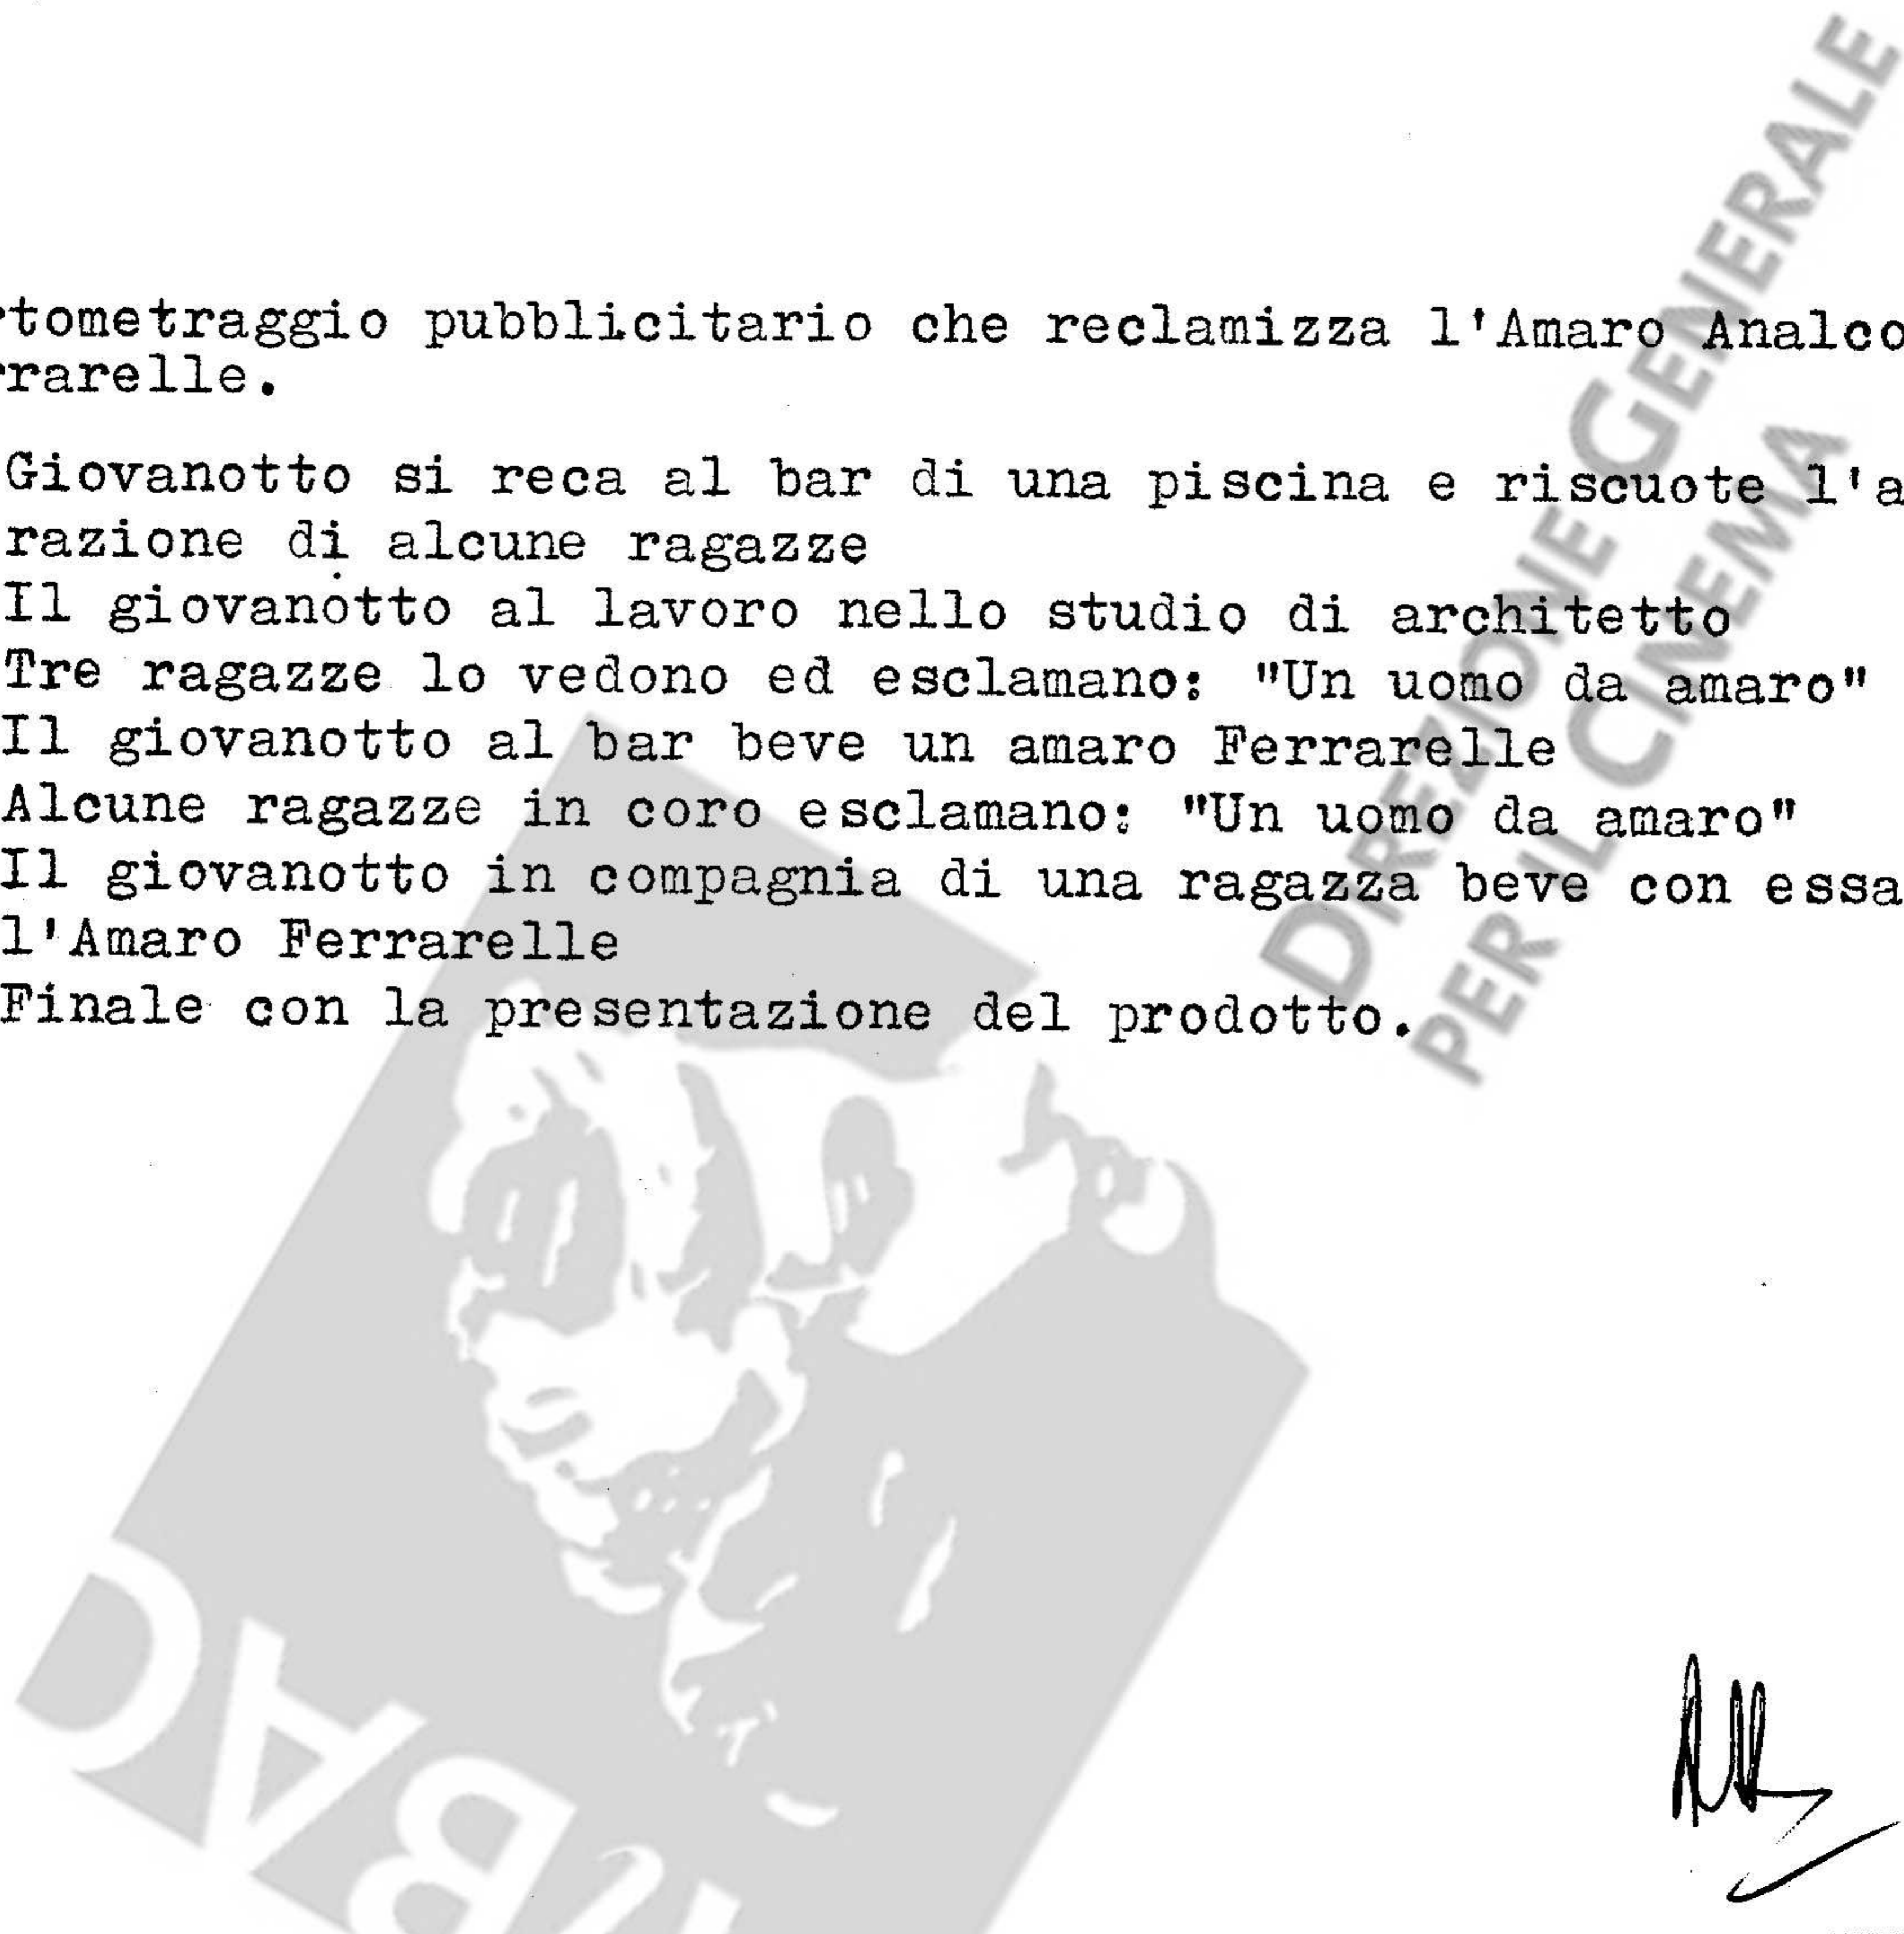 tometraggio pubblicitario che reclamizza l'Amaro Analco
rarelle.
Giovanotto si reca al bar di una piscina e riscuote l'a
razione di alcune ragazze
Il giovanotto al lavoro nello studio di architetto
Tre ragazze lo vedono ed esclamano: "Un uomo da amaro"
Il giovanotto al bar beve un amaro Ferrarelle
Alcune ragazze in coro esclamano: "Un uomo da amaro"
Il giovanotto in compagnia di una ragazza beve con essa
l'Amaro Ferrarelle
Finale con la presentazione del prodotto.
DIREZIONE GENERALE
PER IL CINEMA
BAC